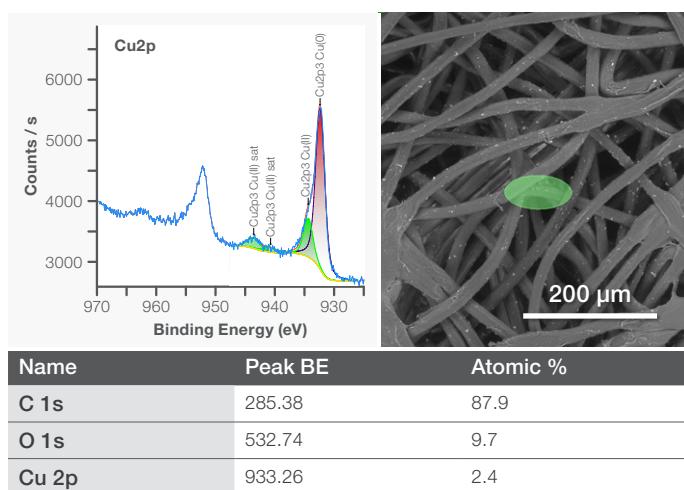 Cu2p
Counts / s
6000
5000
4000
3000
Cu2p3 Cu(II) sat
Cu2p3 Cu(II) sat
Cu2p3 Cu(II)
Cu2p3 Cu(0)
970 960 950 940 930
Binding Energy (eV)
200 µm
Name Peak BE Atomic %
C 1s 285.38 87.9
O 1s 532.74 9.7
Cu 2p 933.26 2.4